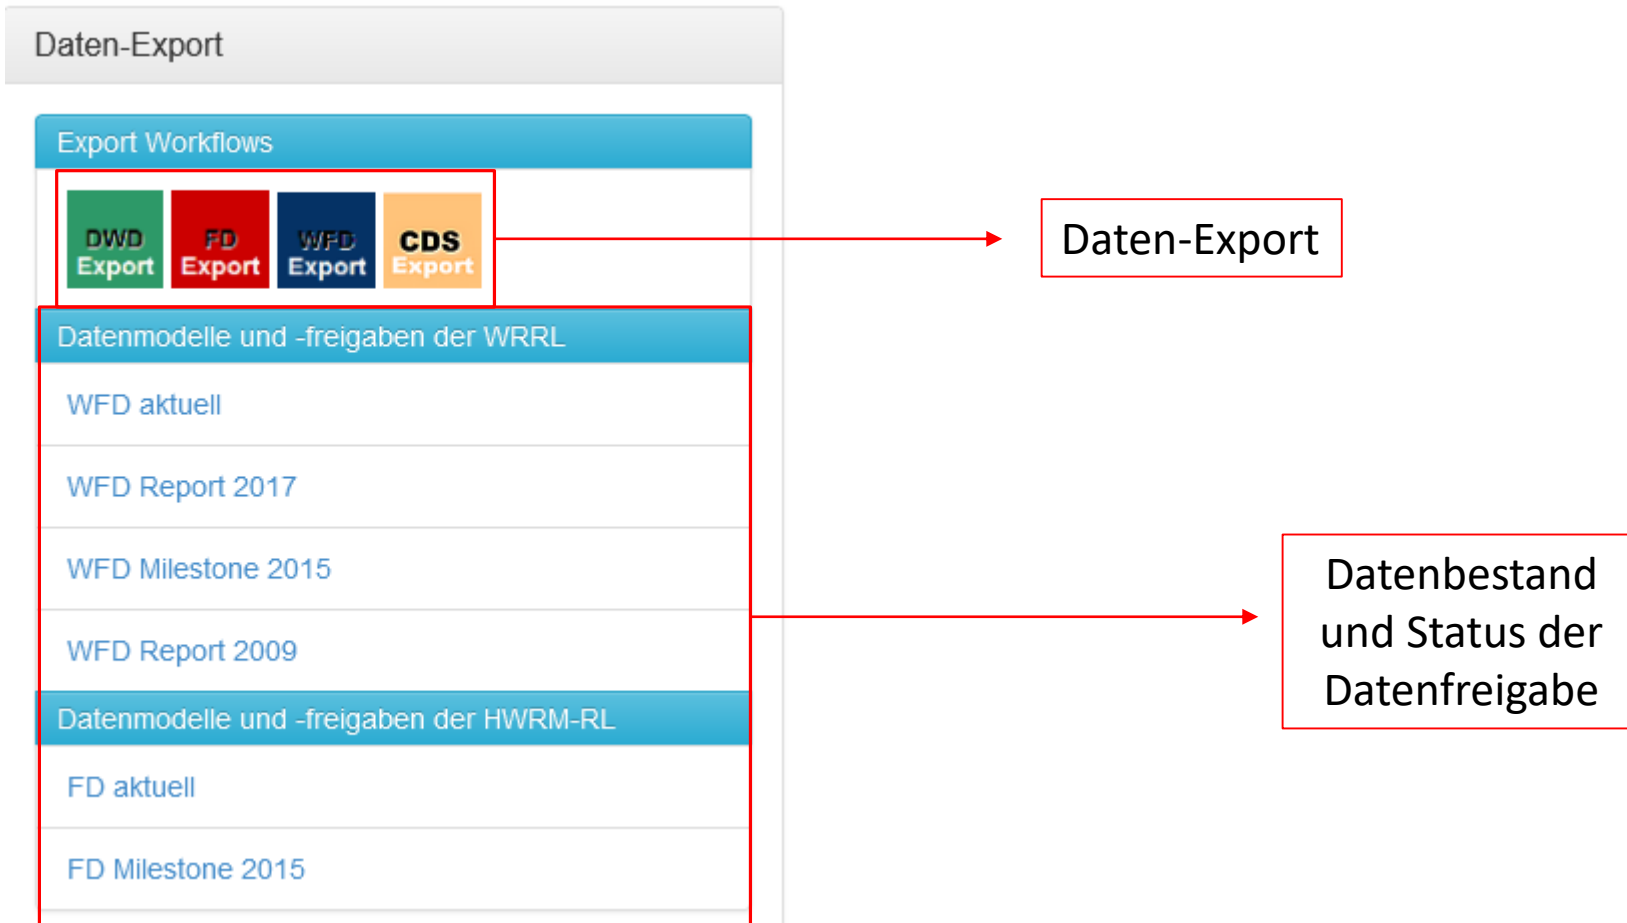 Daten-Export
Export Workflows
DWD
Export
FD
Export
WFD
Export
CDS
Export
Daten-Export
Datenmodelle und -freigaben der WRRL
WFD aktuell
WFD Report 2017
WFD Milestone 2015
WFD Report 2009
Datenbestand
und Status der
Datenfreigabe
Datenmodelle und -freigaben der HWRM-RL
FD aktuell
FD Milestone 2015